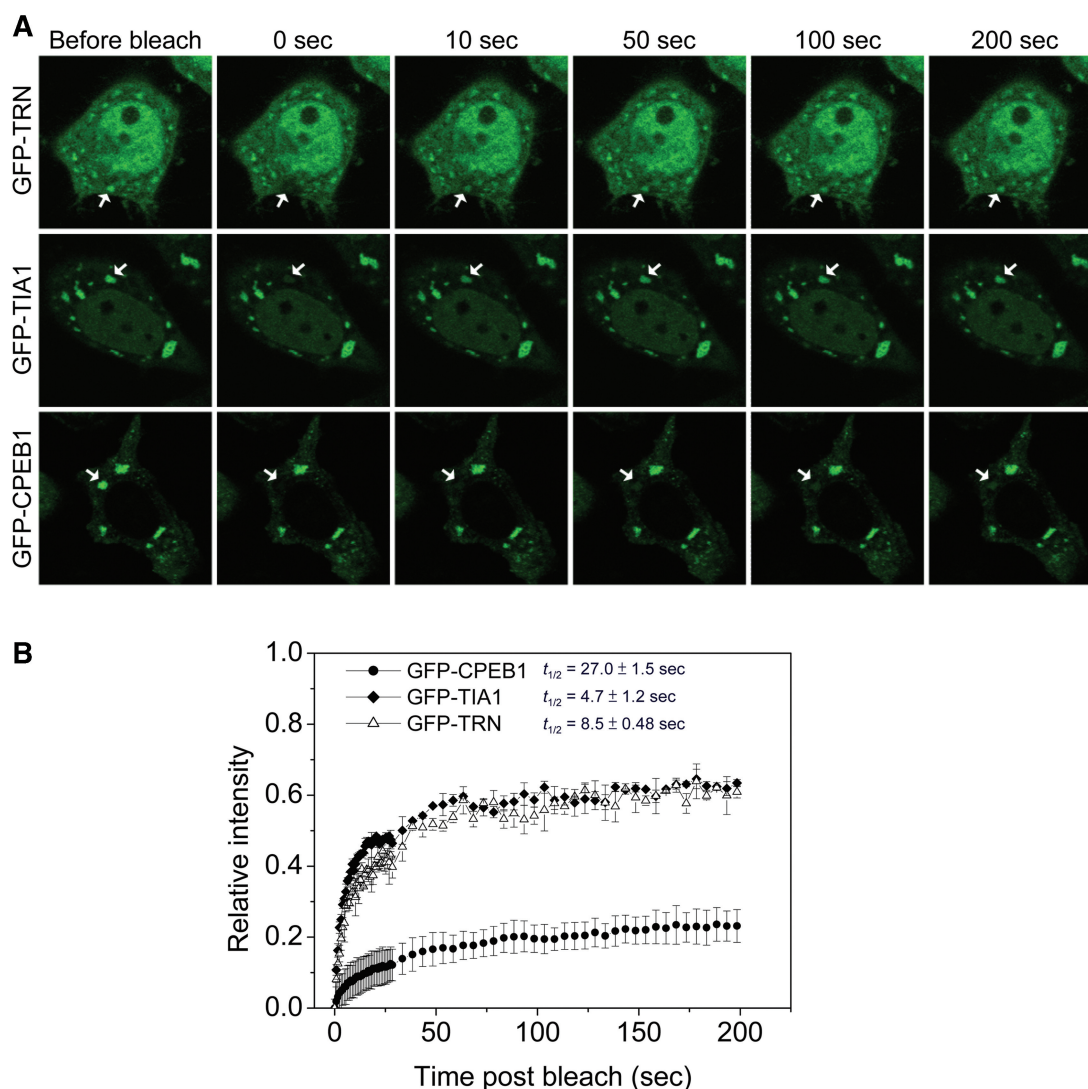 A
Before bleach 0 sec 10 sec 50 sec 100 sec 200 sec
GFP-TRN
GFP-TIA1
GFP-CPEB1
B
1.0
0.8
0.6
0.4
0.2
0.0
Relative intensity
GFP-CPEB1 t1/2 = 27.0 ± 1.5 sec
GFP-TIA1 t1/2 = 4.7 ± 1.2 sec
GFP-TRN t1/2 = 8.5 ± 0.48 sec
0 50 100 150 200
Time post bleach (sec)